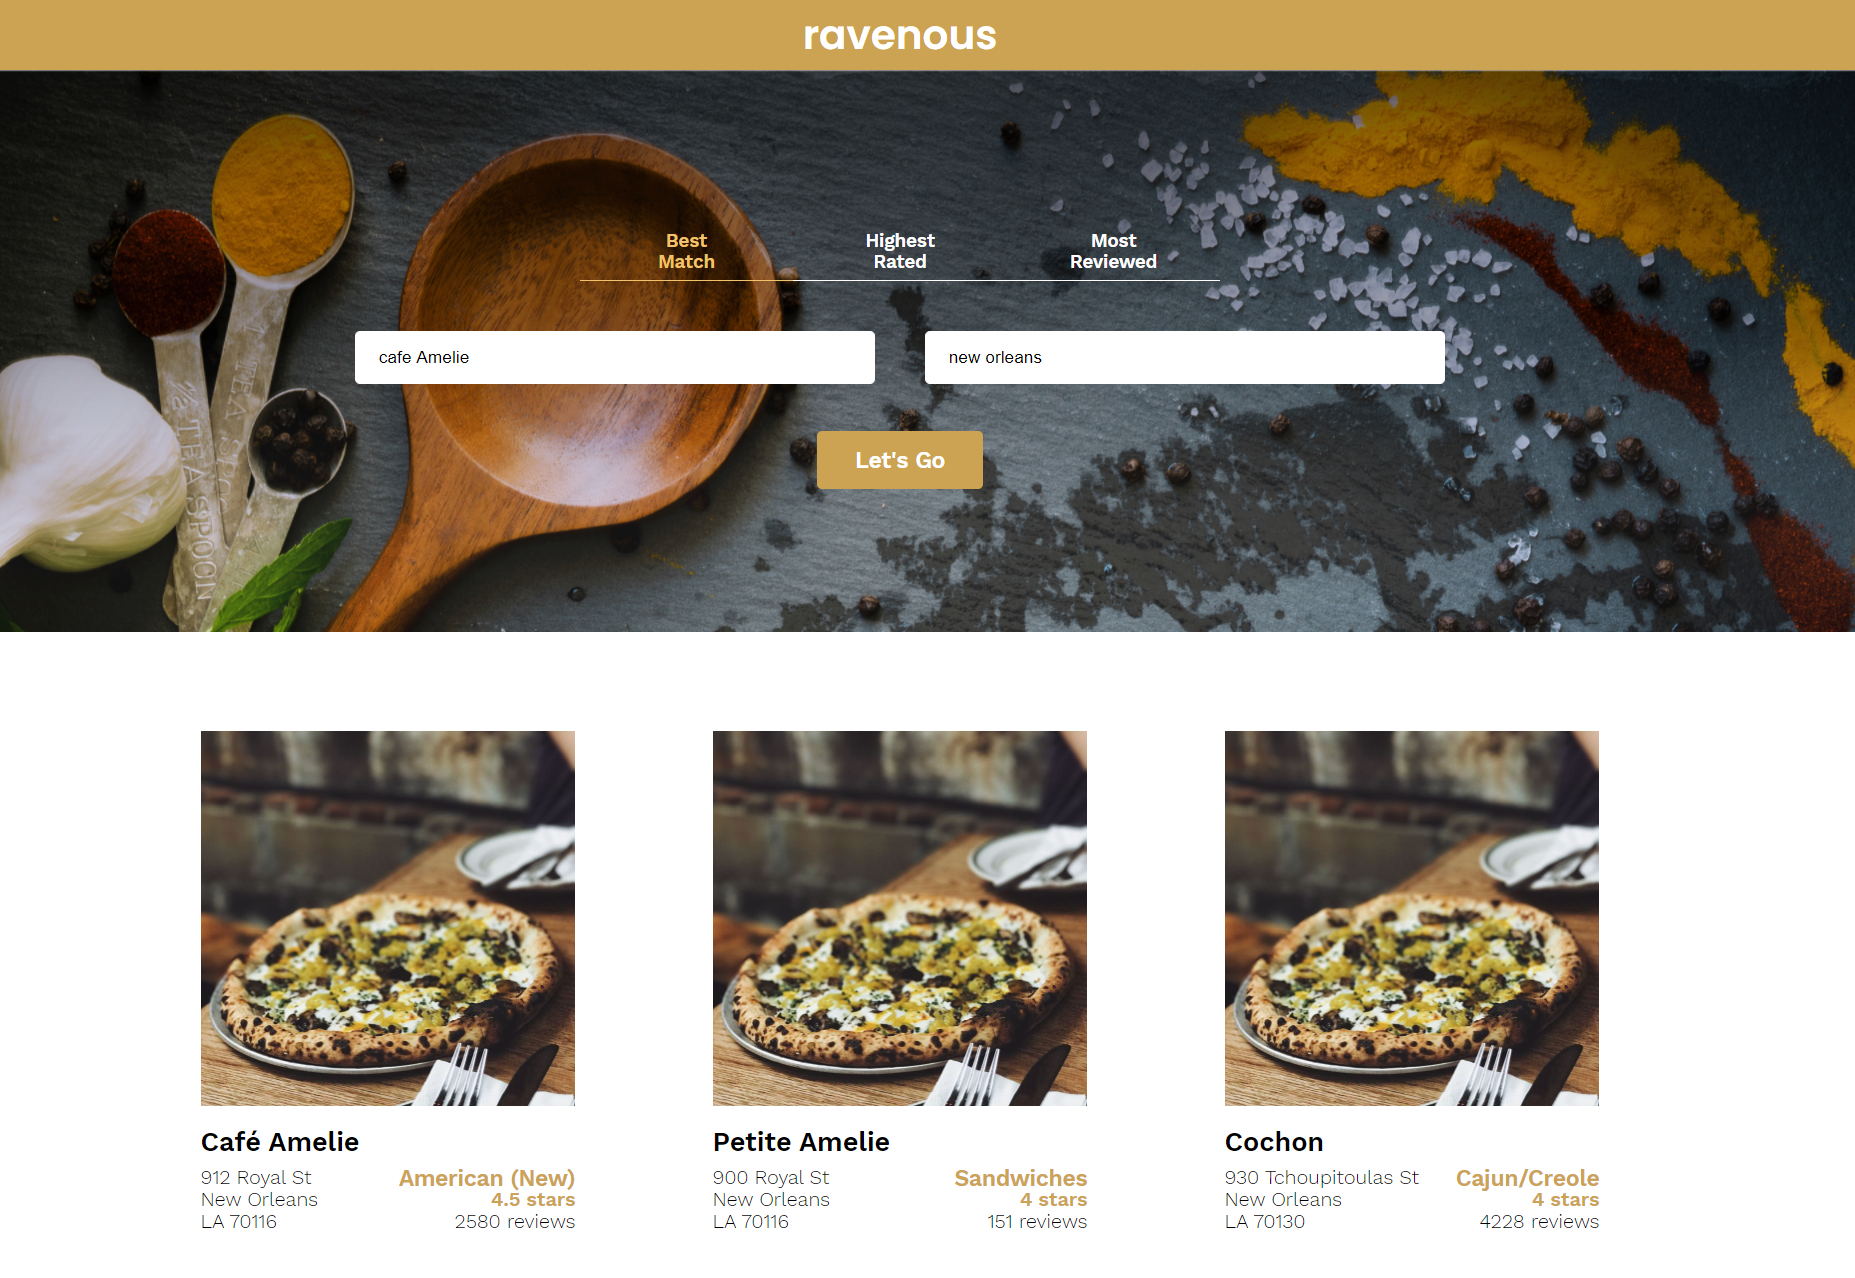 ravenous
Best
Match
Highest
Rated
Most
Reviewed
cafe Amelie
new orleans
Let's Go
TEA
TEASPOON
Café Amelie
912 Royal St
New Orleans
LA 70116
American (New)
4.5 stars
2580 reviews
Petite Amelie
900 Royal St
New Orleans
LA 70116
Sandwiches
4 stars
151 reviews
Cochon
930 Tchoupitoulas St
New Orleans
LA 70130
Cajun/Creole
4 stars
4228 reviews